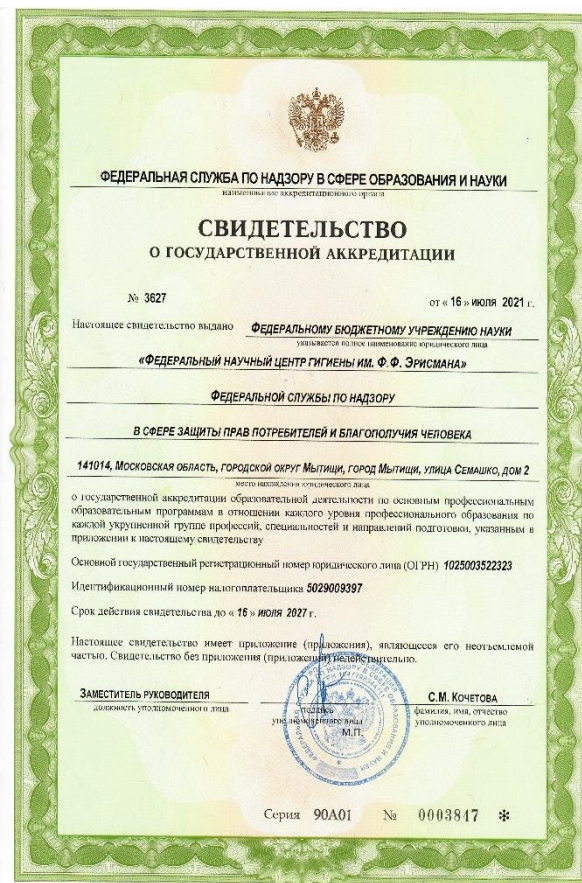 ФЕДЕРАЛЬНАЯ СЛУЖБА ПО НАДЗОРУ В СФЕРЕ ОБРАЗОВАНИЯ И НАУКИ
наименование аккредитационного органа
СВИДЕТЕЛЬСТВО
О ГОСУДАРСТВЕННОЙ АККРЕДИТАЦИИ
№ 3627 от « 16 » июля 2021 г.
Настоящее свидетельство выдано ФЕДЕРАЛЬНОМУ БЮДЖЕТНОМУ УЧРЕЖДЕНИЮ НАУКИ
указывается полное наименование юридического лица
«ФЕДЕРАЛЬНЫЙ НАУЧНЫЙ ЦЕНТР ГИГИЕНЫ ИМ. Ф.Ф. ЭРИСМАНА»
ФЕДЕРАЛЬНОЙ СЛУЖБЫ ПО НАДЗОРУ
В СФЕРЕ ЗАЩИТЫ ПРАВ ПОТРЕБИТЕЛЕЙ И БЛАГОПОЛУЧИЯ ЧЕЛОВЕКА
141014, МОСКОВСКАЯ ОБЛАСТЬ, ГОРОДСКОЙ ОКРУГ МЫТИЩИ, ГОРОД МЫТИЩИ, УЛИЦА СЕМАШКО, ДОМ 2
место нахождения юридического лица
о государственной аккредитации образовательной деятельности по основным профессиональным
образовательным программам в отношении каждого уровня профессионального образования по
каждой укрупненной группе профессий, специальностей и направлений подготовки, указанным в
приложении к настоящему свидетельству
Основной государственный регистрационный номер юридического лица (ОГРН) 1025003522323
Идентификационный номер налогоплательщика 5029009397
Срок действия свидетельства до « 16 » июля 2027 г.
Настоящее свидетельство имеет приложение (приложения), являющееся его неотъемлемой
частью. Свидетельство без приложения (приложений) недействительно.
ЗАМЕСТИТЕЛЬ РУКОВОДИТЕЛЯ С.М. КОЧЕТОВА
должность уполномоченного лица подпись фамилия, имя, отчество
уполномоченного лица уполномоченного лица
М.П.
Серия 90А01 № 0003847 *